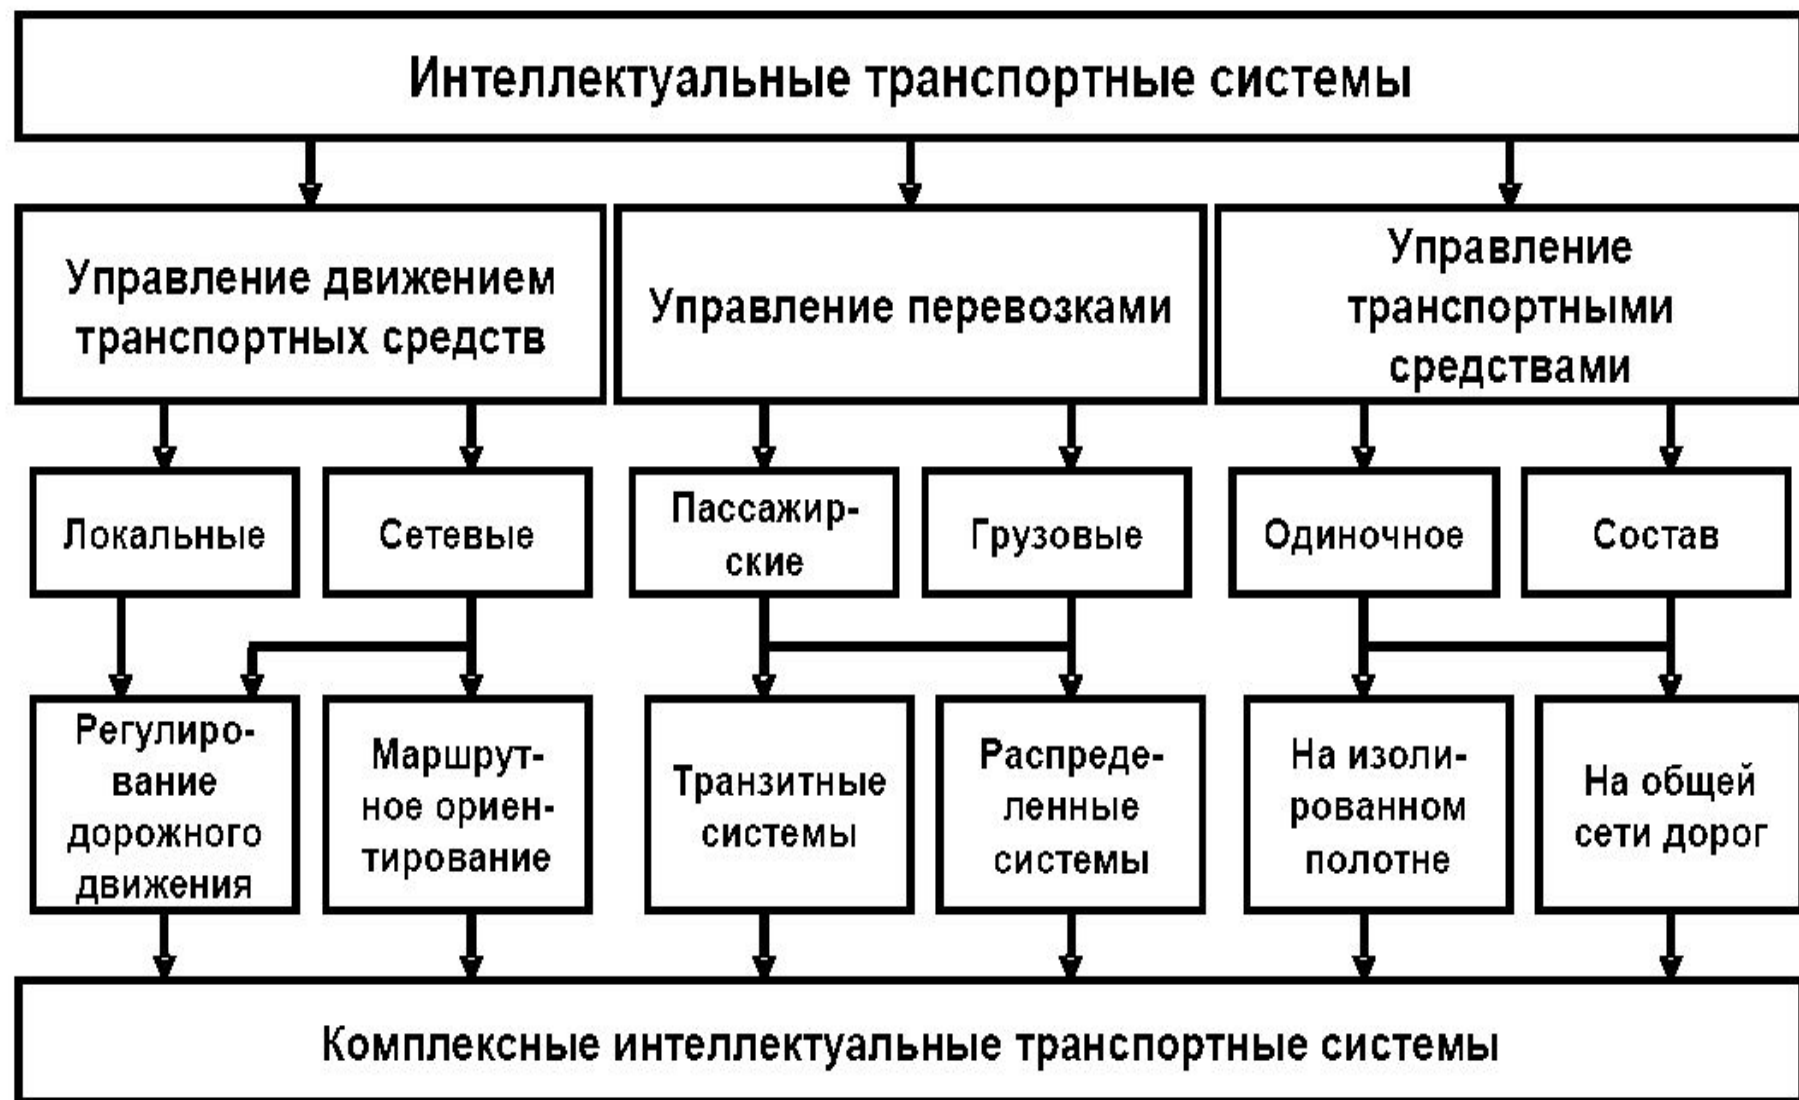 Интеллектуальные транспортные системы
Управление движением
транспортных средств
Управление перевозками
Управление
транспортными
средствами
Локальные
Сетевые
Пассажир-
ские
Грузовые
Одиночное
Состав
Регулиро-
вание
дорожного
движения
Маршрут-
ное ориен-
тирование
Транзитные
системы
Распреде-
ленные
системы
На изоли-
рованном
полотне
На общей
сети дорог
Комплексные интеллектуальные транспортные системы